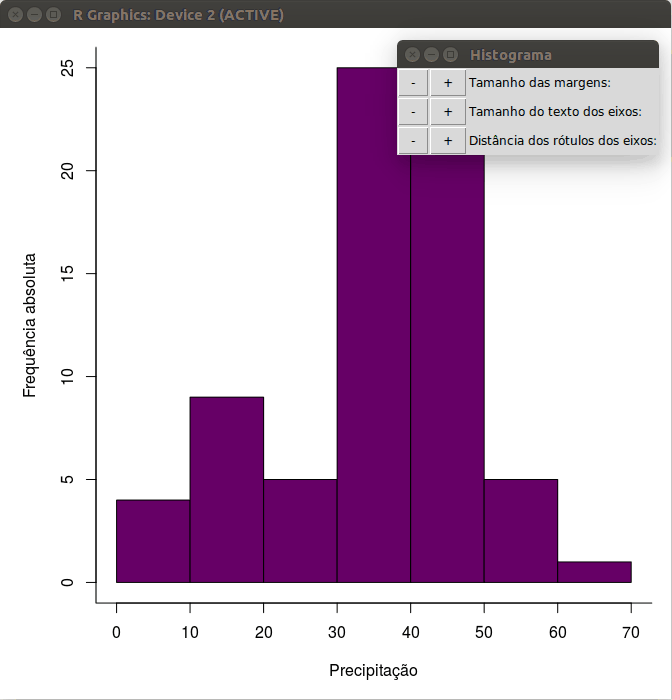 R Graphics: Device 2 (ACTIVE)
Histograma
- + Tamanho das margens:
- + Tamanho do texto dos eixos:
- + Distância dos rótulos dos eixos:
25
20
15
10
5
0
Frequência absoluta
0 10 20 30 40 50 60 70
Precipitação